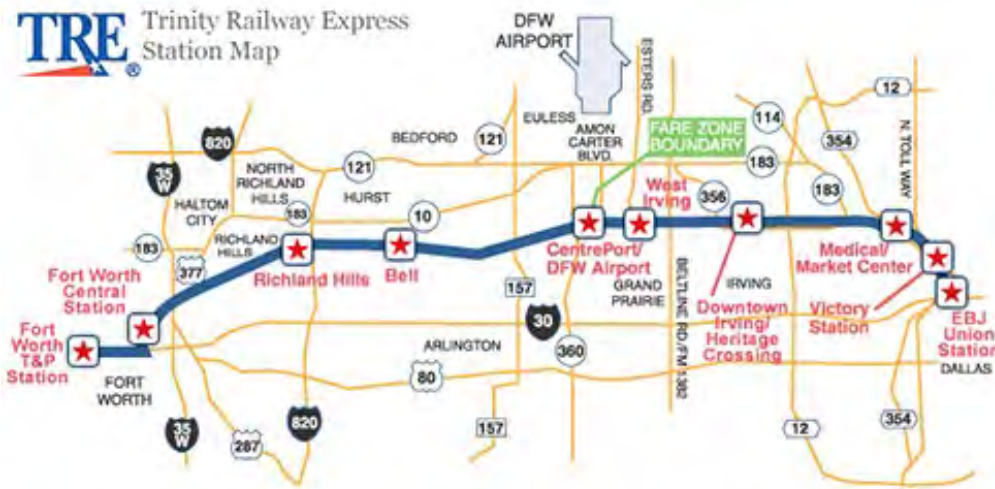 TRE®
Trinity Railway Express
Station Map
DFW
AIRPORT
ESTERS RD
12
114
354
N. TOLL WAY
EULESS
AMON
CARTER
BLVD.
FARE ZONE
BOUNDARY
820
BEDFORD
121
183
35
W
NORTH
RICHLAND
HILLS
121
HURST
West
Irving
356
183
HALTOM
CITY
183
10
183
RICHLAND
HILLS
377
Richland Hills
Bell
CentrePort/
DFW Airport
GRAND
PRAIRIE
BELTLINE RD./FM 1382
IRVING
Medical/
Market Center
Fort Worth
Central
Station
157
Downtown
Irving/
Heritage
Crossing
Victory
Station
EBJ
Union
Station
DALLAS
Fort
Worth
T&P
Station
30
ARLINGTON
360
FORT
WORTH
80
35
W
820
287
157
12
354